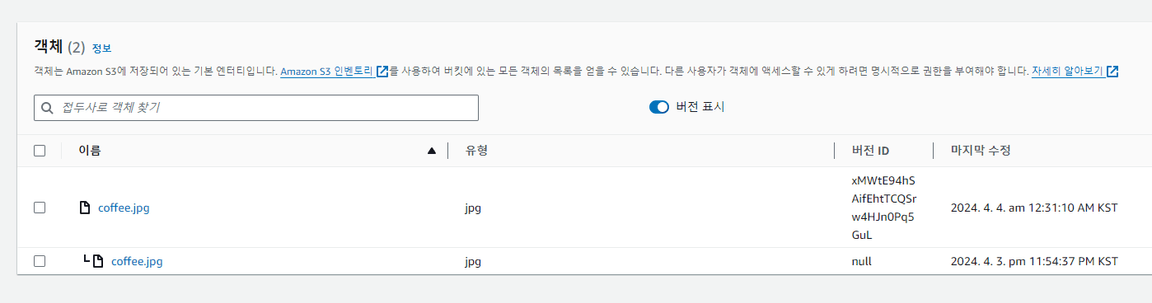 객체 (2) 정보
객체는 Amazon S3에 저장되어 있는 기본 엔터티입니다. Amazon S3 인벤토리를 사용하여 버킷에 있는 모든 객체의 목록을 얻을 수 있습니다. 다른 사용자가 객체에 액세스할 수 있게 하려면 명시적으로 권한을 부여해야 합니다. 자세히 알아보기
접두사로 객체 찾기 버전 표시
이름 유형 버전 ID 마지막 수정
coffee.jpg jpg xMWtE94hS
AifEhtTCQSr
w4HJn0Pq5
GuL 2024. 4. 4. am 12:31:10 AM KST
coffee.jpg jpg null 2024. 4. 3. pm 11:54:37 PM KST